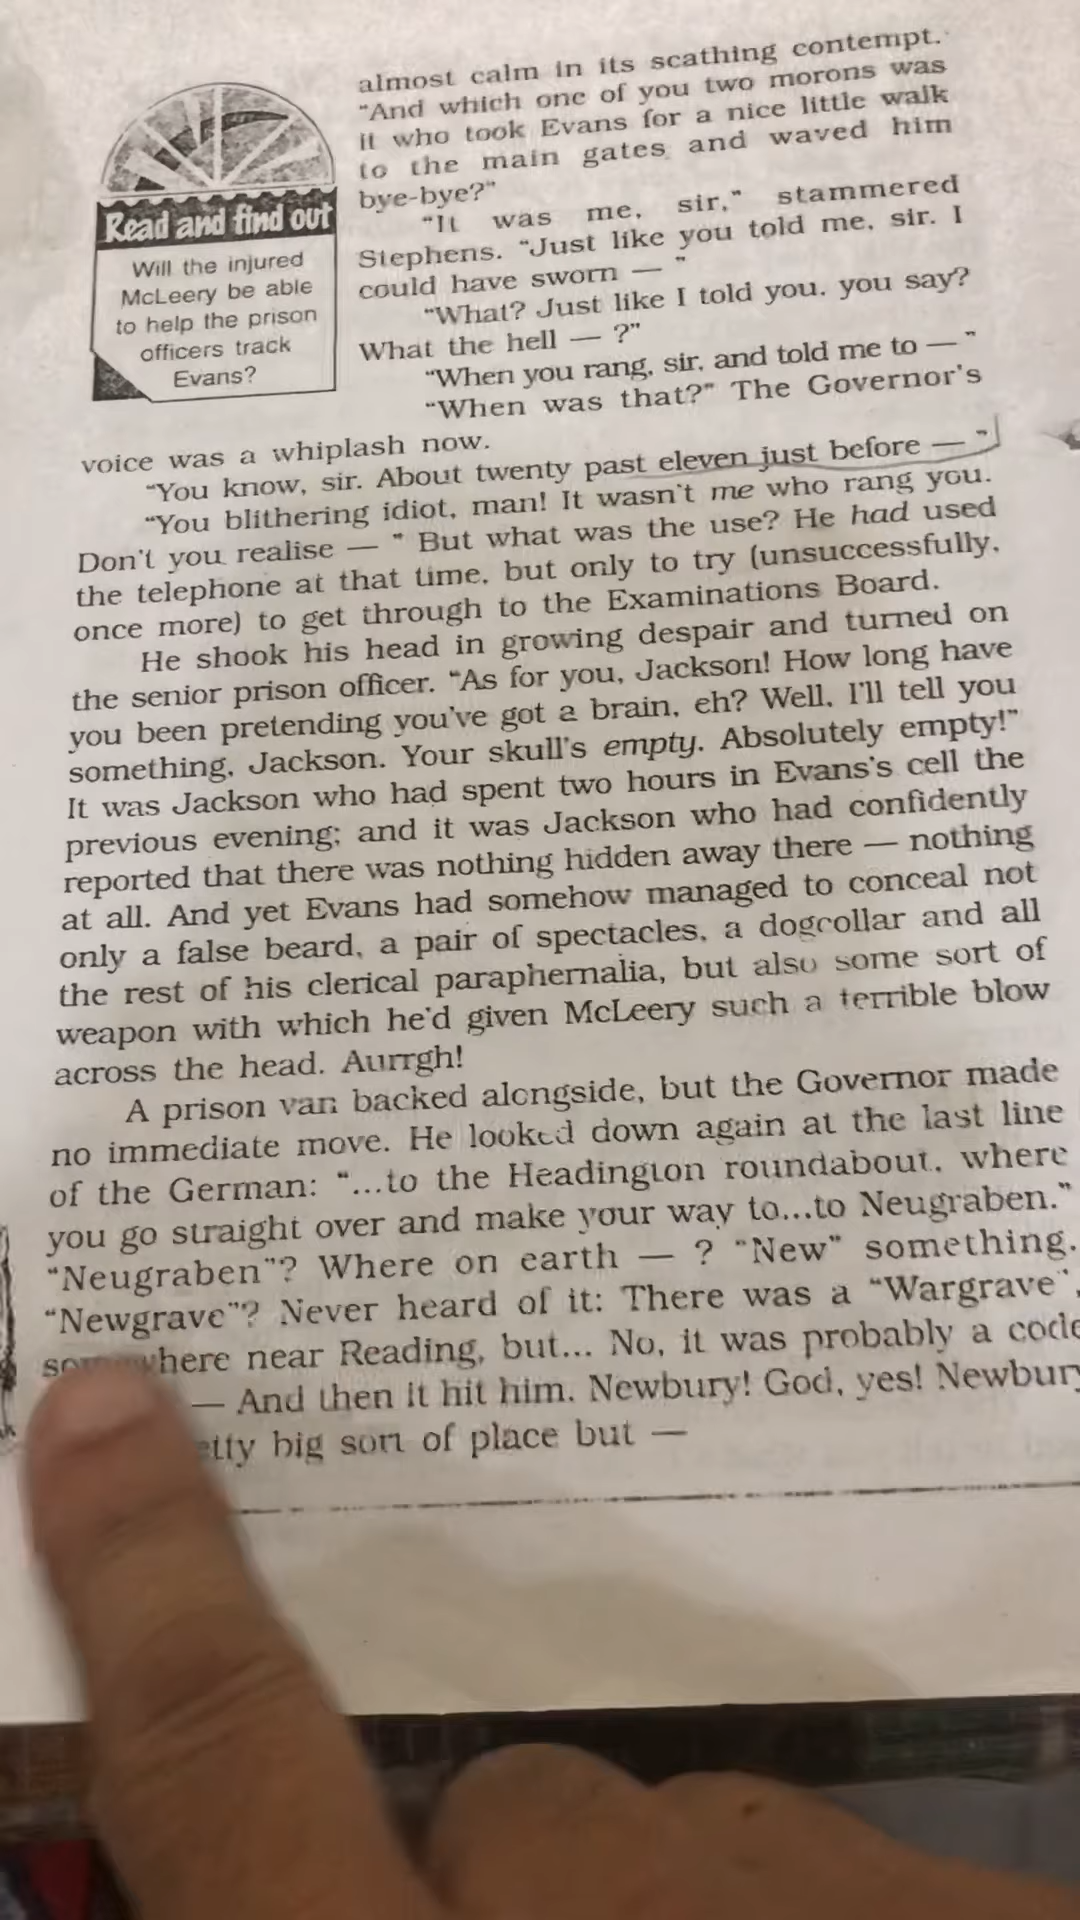 almost calm in its scathing contempt.
"And which one of you two morons was
it who took Evans for a nice little walk
to the main gates and waved him
bye-bye?"
"It was me, sir," stammered
Stephens. "Just like you told me, sir. I
could have sworn — "
"What? Just like I told you, you say?
What the hell — ?"
"When you rang, sir, and told me to — "
"When was that?" The Governor's
Read and find out
Will the injured
McLeery be able
to help the prison
officers track
Evans?
voice was a whiplash now.
"You know, sir. About twenty past eleven just before — "
"You blithering idiot, man! It wasn't me who rang you.
Don't you realise — " But what was the use? He had used
the telephone at that time, but only to try (unsuccessfully,
once more) to get through to the Examinations Board.
He shook his head in growing despair and turned on
the senior prison officer. "As for you, Jackson! How long have
you been pretending you've got a brain, eh? Well, I'll tell you
something, Jackson. Your skull's empty. Absolutely empty!"
It was Jackson who had spent two hours in Evans's cell the
previous evening; and it was Jackson who had confidently
reported that there was nothing hidden away there — nothing
at all. And yet Evans had somehow managed to conceal not
only a false beard, a pair of spectacles, a dogcollar and all
the rest of his clerical paraphernalia, but also some sort of
weapon with which he'd given McLeery such a terrible blow
across the head. Aurrgh!
A prison van backed alongside, but the Governor made
no immediate move. He looked down again at the last line
of the German: "...to the Headington roundabout, where
you go straight over and make your way to...to Neugraben."
"Neugraben"? Where on earth — ? "New" something.
"Newgrave"? Never heard of it: There was a "Wargrave",
somewhere near Reading, but... No, it was probably a code
— And then it hit him. Newbury! God, yes! Newbury
big sort of place but —